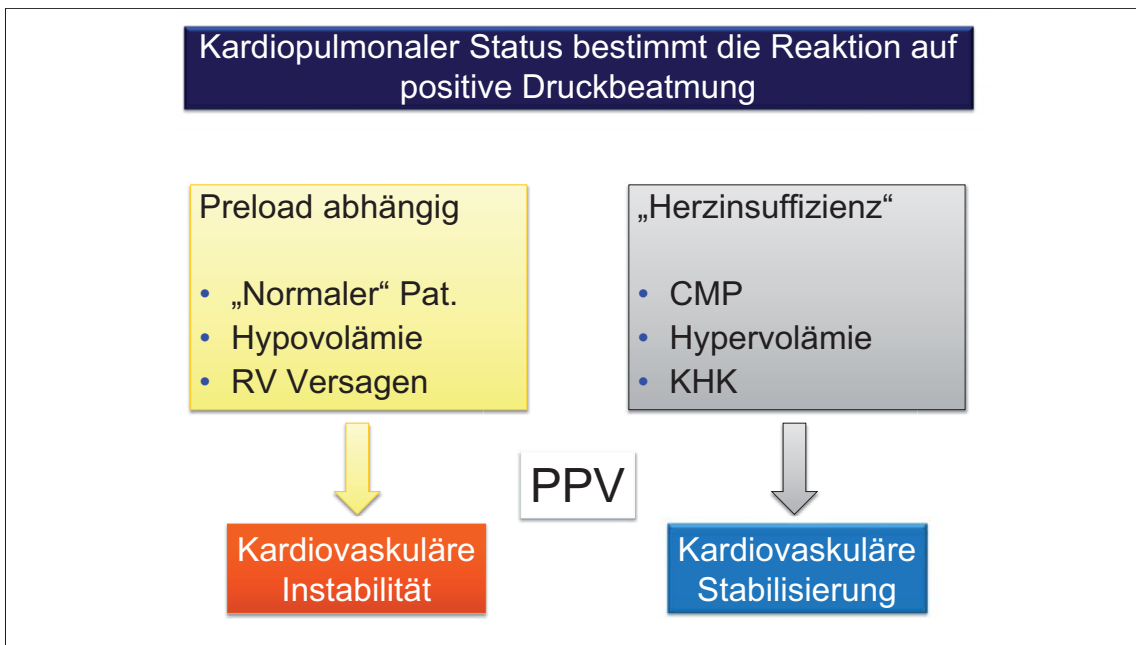 Kardiopulmonaler Status bestimmt die Reaktion auf
positive Druckbeatmung
Preload abhängig
• „Normaler“ Pat.
• Hypovolämie
• RV Versagen
„Herzinsuffizienz“
• CMP
• Hypervolämie
• KHK
PPV
Kardiovaskuläre
Instabilität
Kardiovaskuläre
Stabilisierung